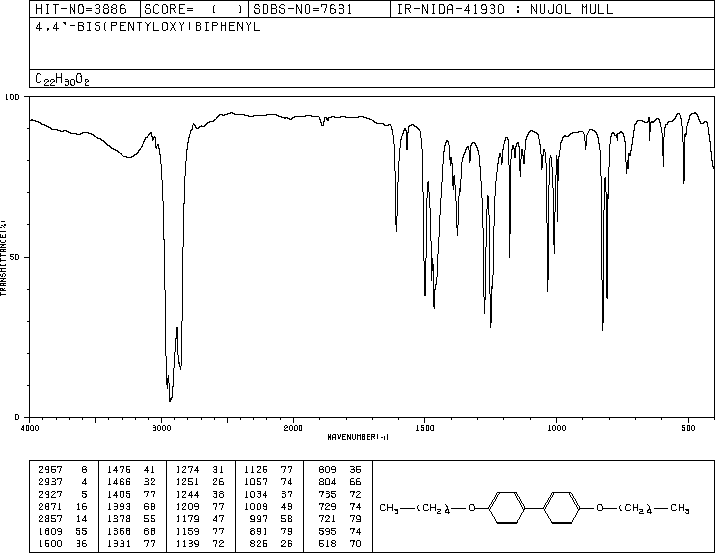 HIT-NO=3886 SCORE= ( ) SDBS-NO=7631 IR-NIDA-41930 : NUJOL MULL
4,4'-BIS(PENTYLOXY)BIPHENYL
C22H30O2
100
50
0
TRANSMITTANCE(%)
4000 3000 2000 1500 1000 500
WAVENUMBER(-1)
2957 6 1475 41 1274 31 1126 77 809 35
2937 4 1466 32 1251 26 1057 74 804 66
2927 5 1405 77 1244 38 1034 37 735 72
2871 16 1393 68 1209 77 1009 49 729 74
2857 14 1378 55 1179 47 997 58 721 79
1609 55 1368 68 1159 77 891 79 595 74
1500 36 1331 77 1139 72 826 26 518 70
CH3—(CH2)4—O O—(CH2)4—CH3